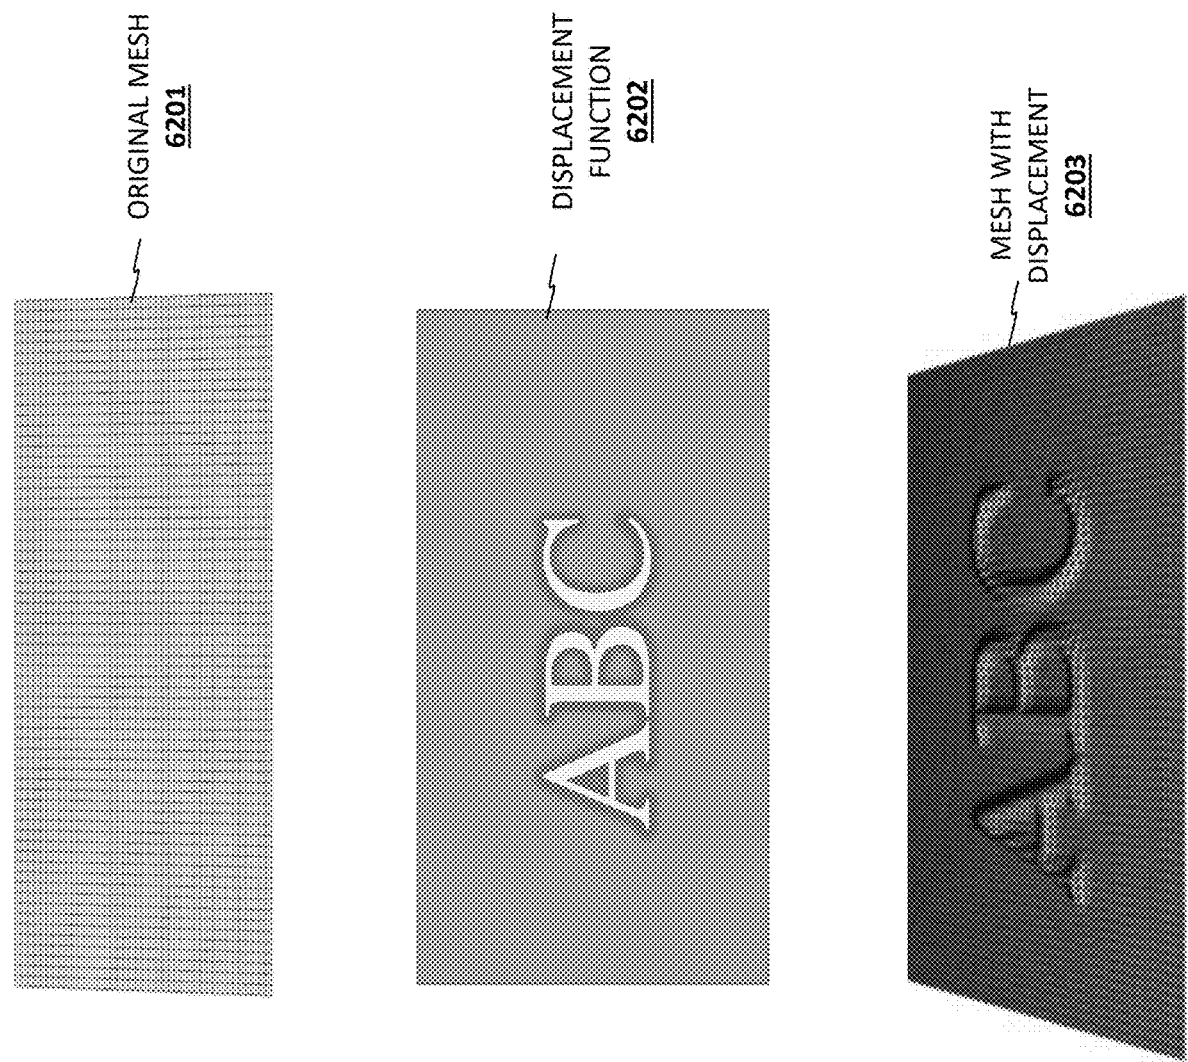 ORIGINAL MESH
6201
DISPLACEMENT
FUNCTION
6202
ABC
MESH WITH
DISPLACEMENT
6203
ABC